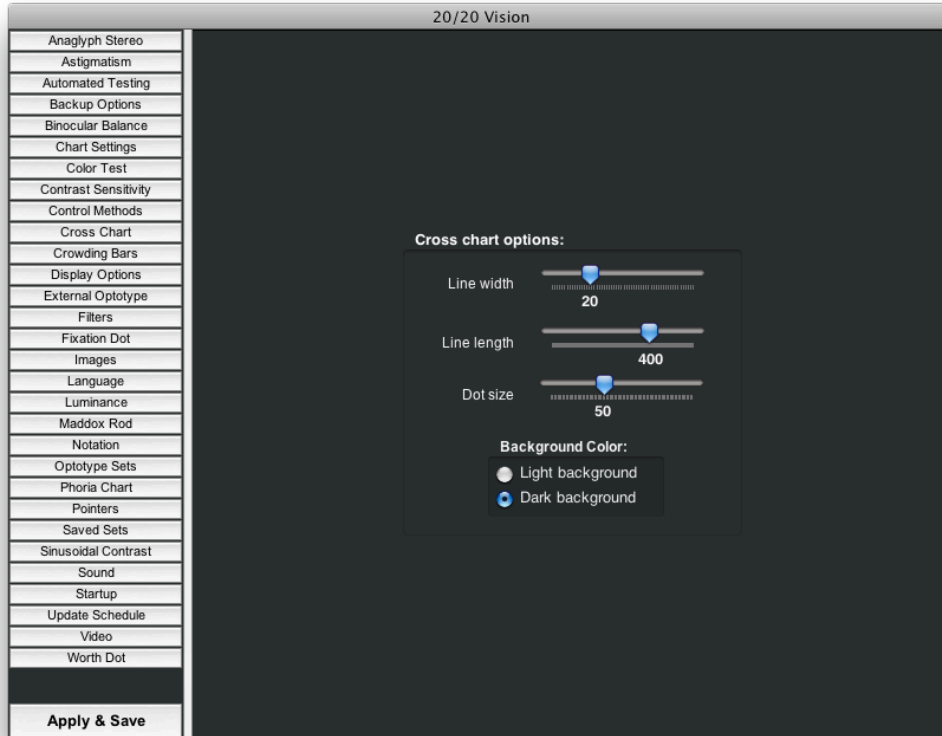 20/20 Vision
Anaglyph Stereo
Astigmatism
Automated Testing
Backup Options
Binocular Balance
Chart Settings
Color Test
Contrast Sensitivity
Control Methods
Cross Chart
Crowding Bars
Display Options
External Optotype
Filters
Fixation Dot
Images
Language
Luminance
Maddox Rod
Notation
Optotype Sets
Phoria Chart
Pointers
Saved Sets
Sinusoidal Contrast
Sound
Startup
Update Schedule
Video
Worth Dot
Apply & Save
Cross chart options:
Line width
20
Line length
400
Dot size
50
Background Color:
Light background
Dark background